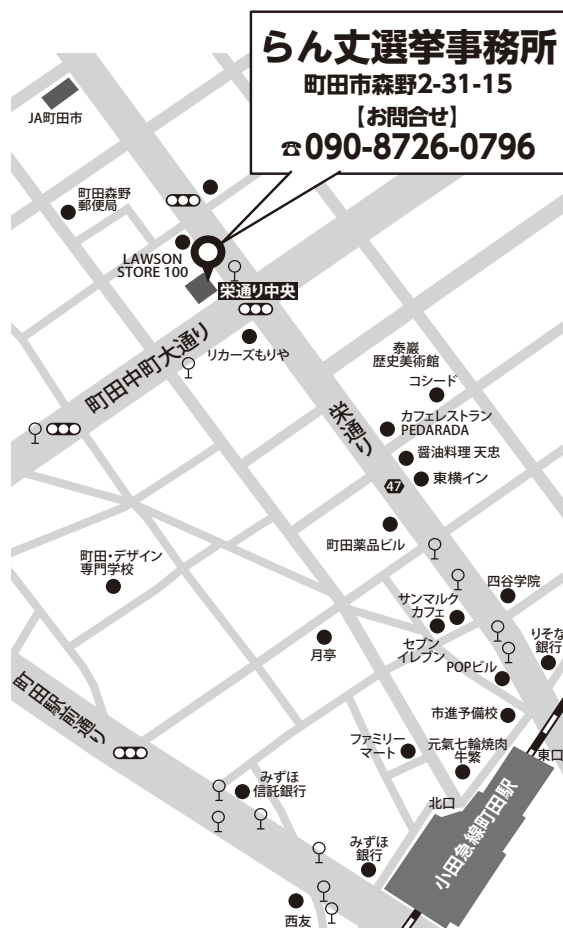 らん丈選挙事務所
町田市森野2-31-15
【お問合せ】
☎090-8726-0796
JA町田市
町田森野
郵便局
LAWSON
STORE 100
栄通り中央
リカーズもりや
町田中町大通り
泰巖
歴史美術館
コシード
栄通り
カフェレストラン
PEDARADA
醤油料理 天忠
東横イン
47
町田薬品ビル
町田・デザイン
専門学校
四谷学院
サンマルク
カフェ
セブン
イレブン
りそな
銀行
月亭
POPビル
町田駅前通り
市進予備校
ファミリー
マート
元氣七輪焼肉
牛繁
東口
みずほ
信託銀行
北口
小田急線町田駅
みずほ
銀行
西友